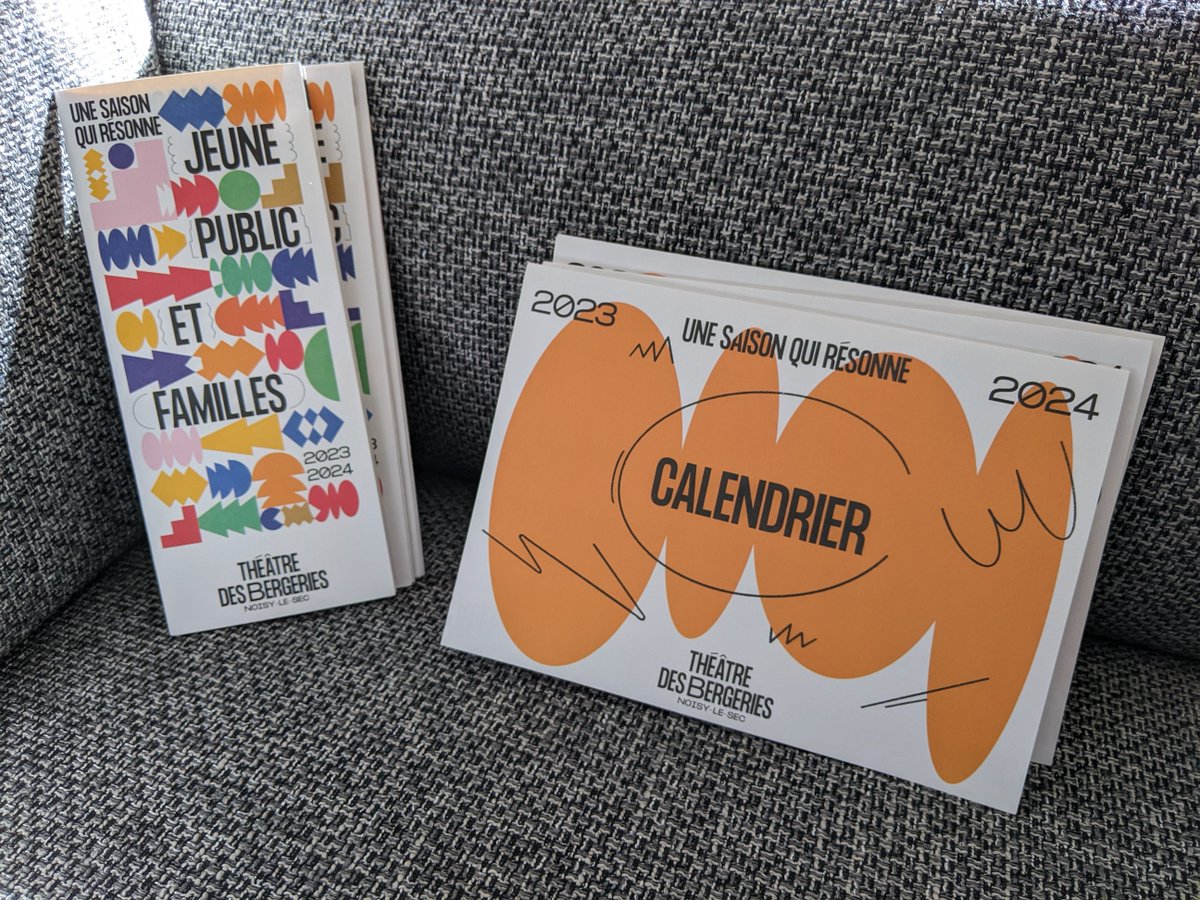 UNE SAISON
QUI RÉSONNE
JEUNE
PUBLIC
ET
FAMILLES
2023
2024
THÉÂTRE
DES BERGERIES
NOISY-LE-SEC
2023
UNE SAISON QUI RÉSONNE
2024
CALENDRIER
THÉÂTRE
DES BERGERIES
NOISY-LE-SEC